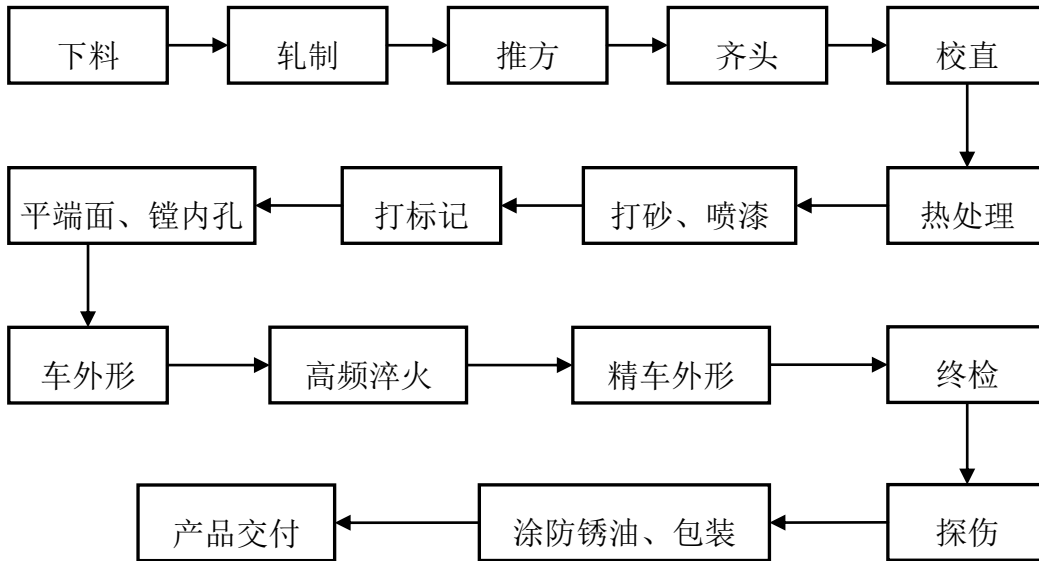 下料
轧制
推方
齐头
校直
热处理
打砂、喷漆
打标记
平端面、镗内孔
车外形
高频淬火
精车外形
终检
探伤
涂防锈油、包装
产品交付